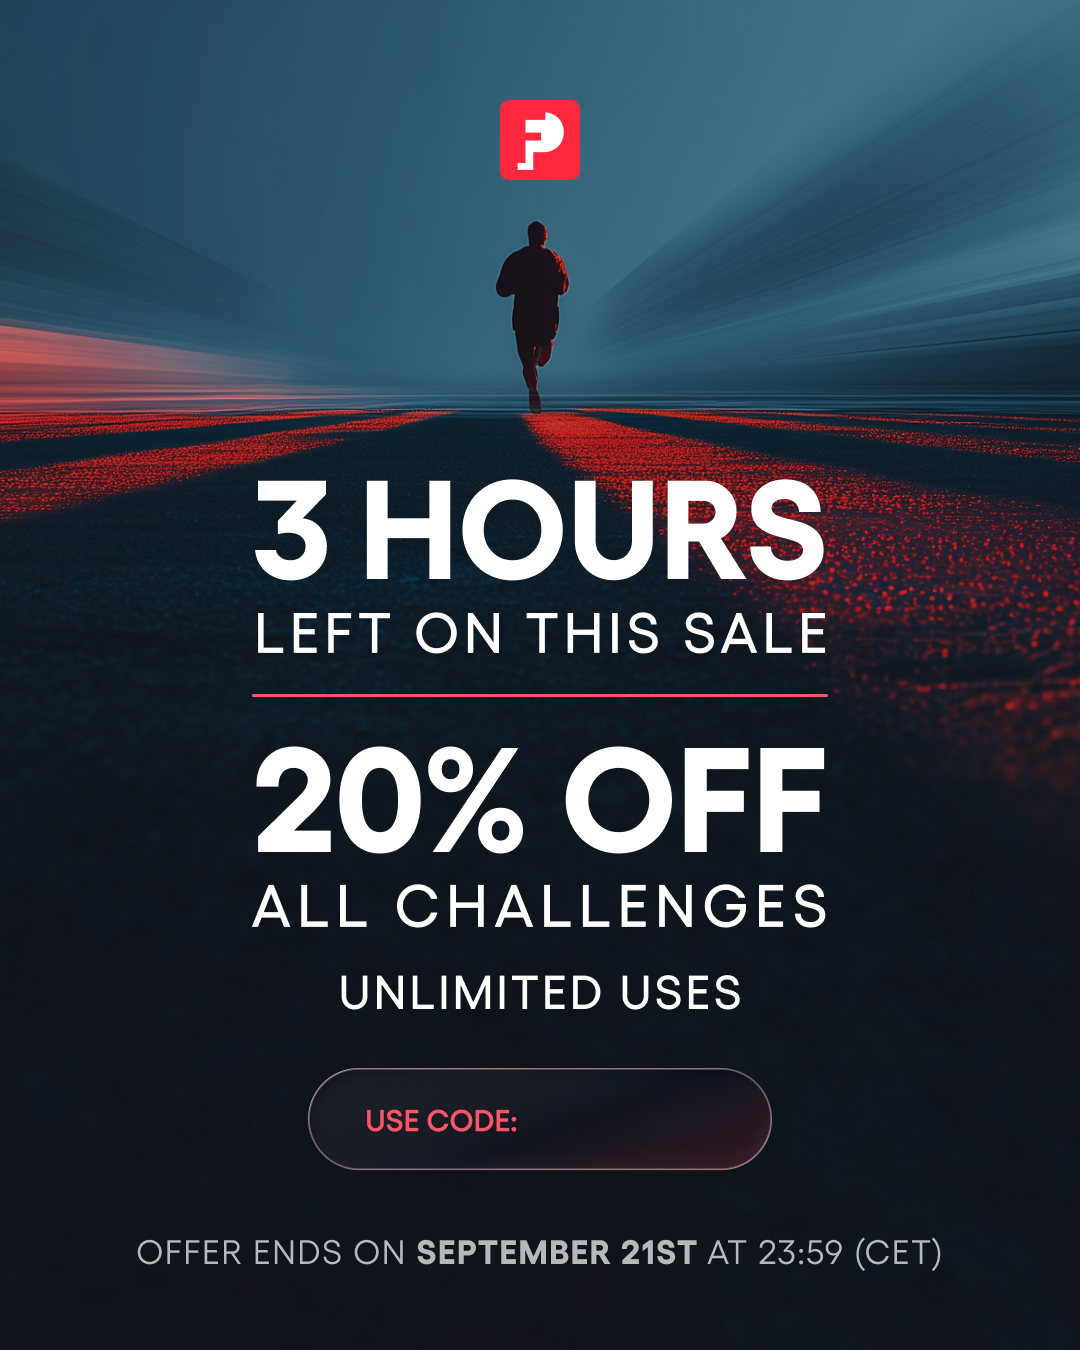 3 HOURS
LEFT ON THIS SALE
20% OFF
ALL CHALLENGES
UNLIMITED USES
USE CODE:
OFFER ENDS ON SEPTEMBER 21ST AT 23:59 (CET)